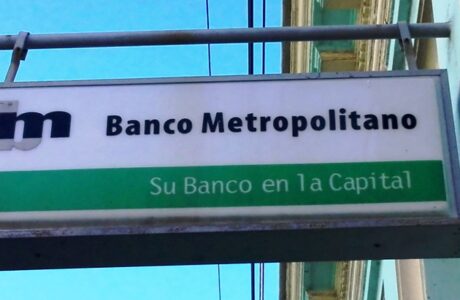 m Banco Metropolitano
Su Banco en la Capital